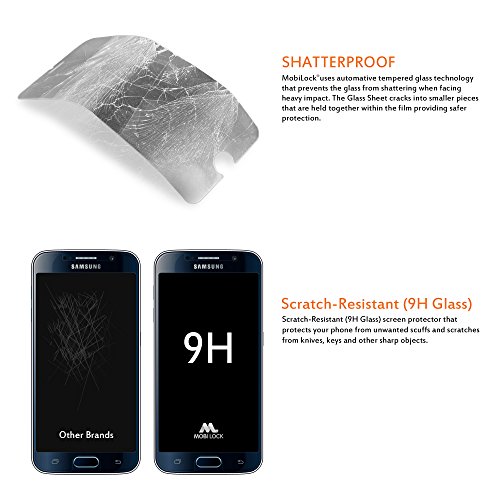 SHATTERPROOF
MobiLock® uses automative tempered glass technology
that prevents the glass from shattering when facing
heavy impact. The Glass Sheet cracks into smaller pieces
that are held together within the film providing safer
protection.
SAMSUNG
Other Brands
SAMSUNG
9H
MOBI LOCK
Scratch-Resistant (9H Glass)
Scratch-Resistant (9H Glass) screen protector that
protects your phone from unwanted scuffs and scratches
from knives, keys and other sharp objects.